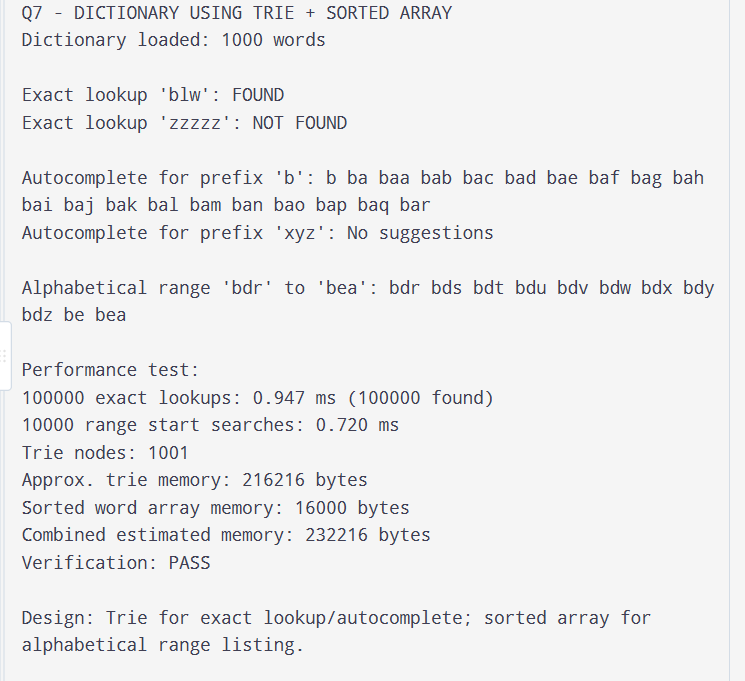 Q7 - DICTIONARY USING TRIE + SORTED ARRAY
Dictionary loaded: 1000 words
Exact lookup 'blw': FOUND
Exact lookup 'zzzzz': NOT FOUND
Autocomplete for prefix 'b': b ba baa bab bac bad bae baf bag bah
bai baj bak bal bam ban bao bap baq bar
Autocomplete for prefix 'xyz': No suggestions
Alphabetical range 'bdr' to 'bea': bdr bds bdt bdu bdv bdw bdx bdy
bdz be bea
Performance test:
100000 exact lookups: 0.947 ms (100000 found)
10000 range start searches: 0.720 ms
Trie nodes: 1001
Approx. trie memory: 216216 bytes
Sorted word array memory: 16000 bytes
Combined estimated memory: 232216 bytes
Verification: PASS
Design: Trie for exact lookup/autocomplete; sorted array for
alphabetical range listing.